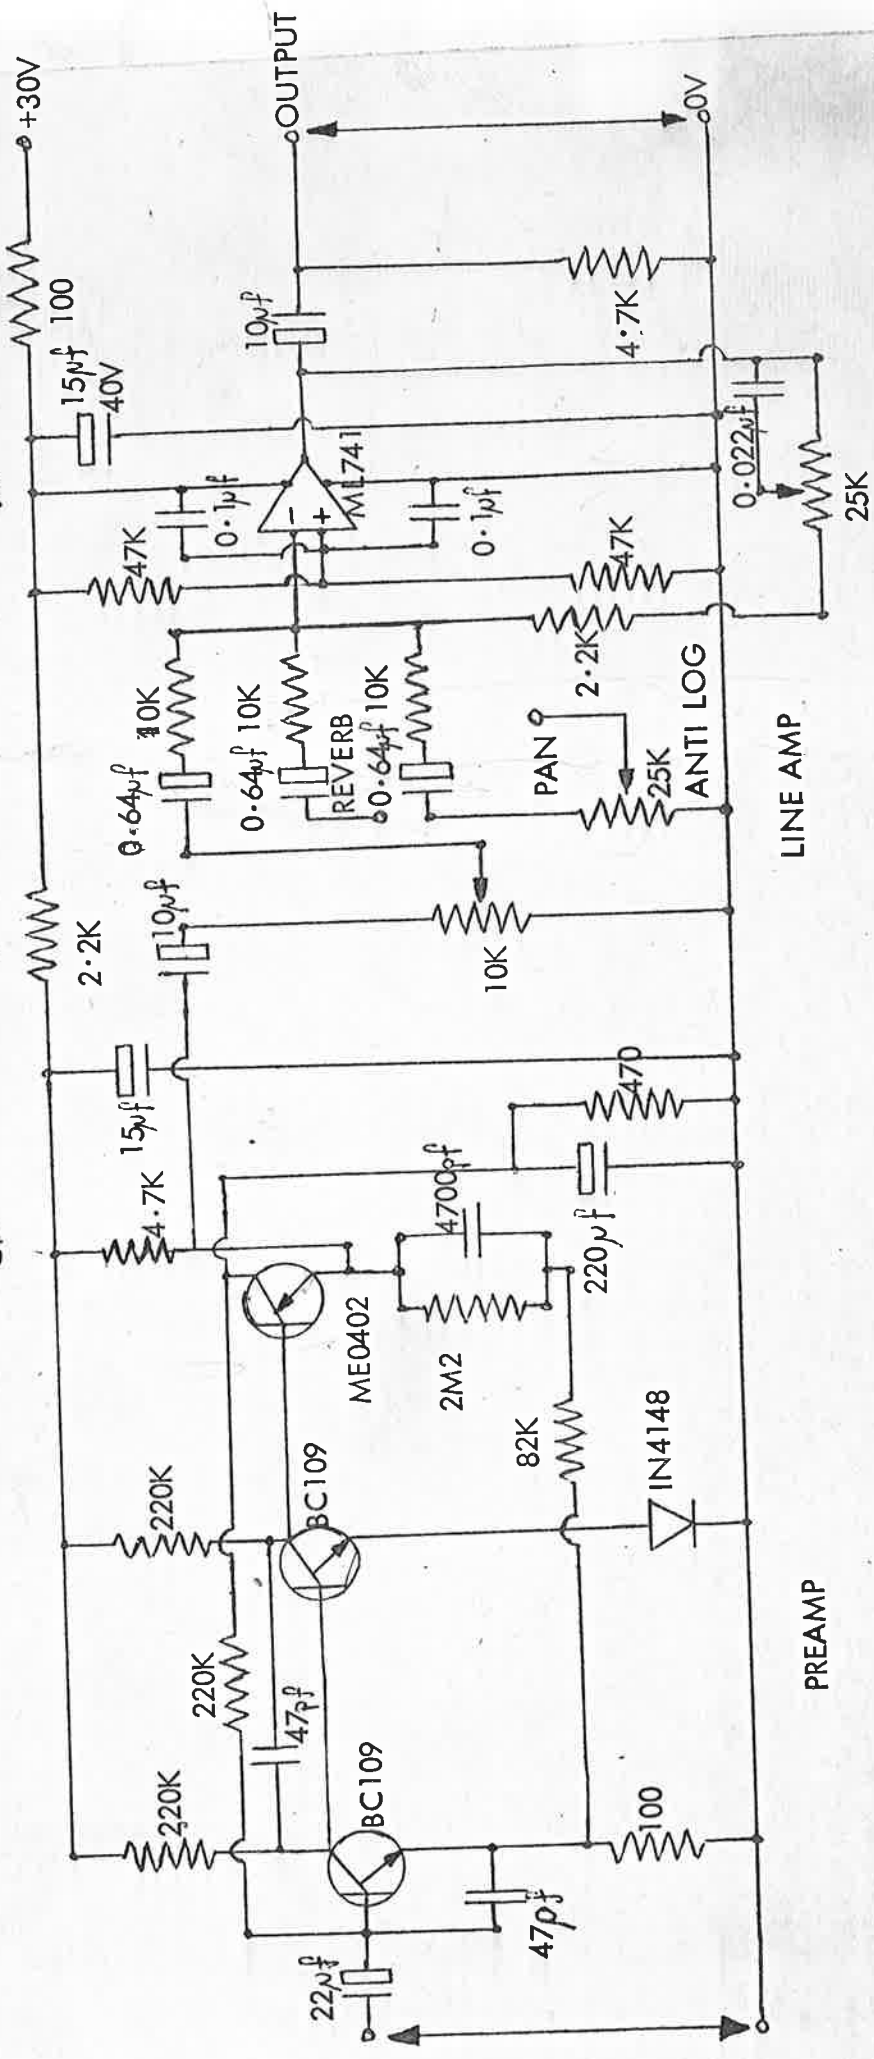 +30V
100
15µf
40V
2·2K
15µf
4·7K
220K
220K
220K
47pf
BC109
BC109
22µf
47pf
100
ME0402
2M2
4700pf
82K
IN4148
220µf
470
10µf
10K
0·64µf
10K
0·64µf
10K
REVERB
0·64µf
10K
PAN
25K
ANTI LOG
47K
0·1µf
-
+
ML741
0·1µf
47K
2·2K
10µf
OUTPUT
4·7K
0V
0·022µf
25K
PREAMP
LINE AMP